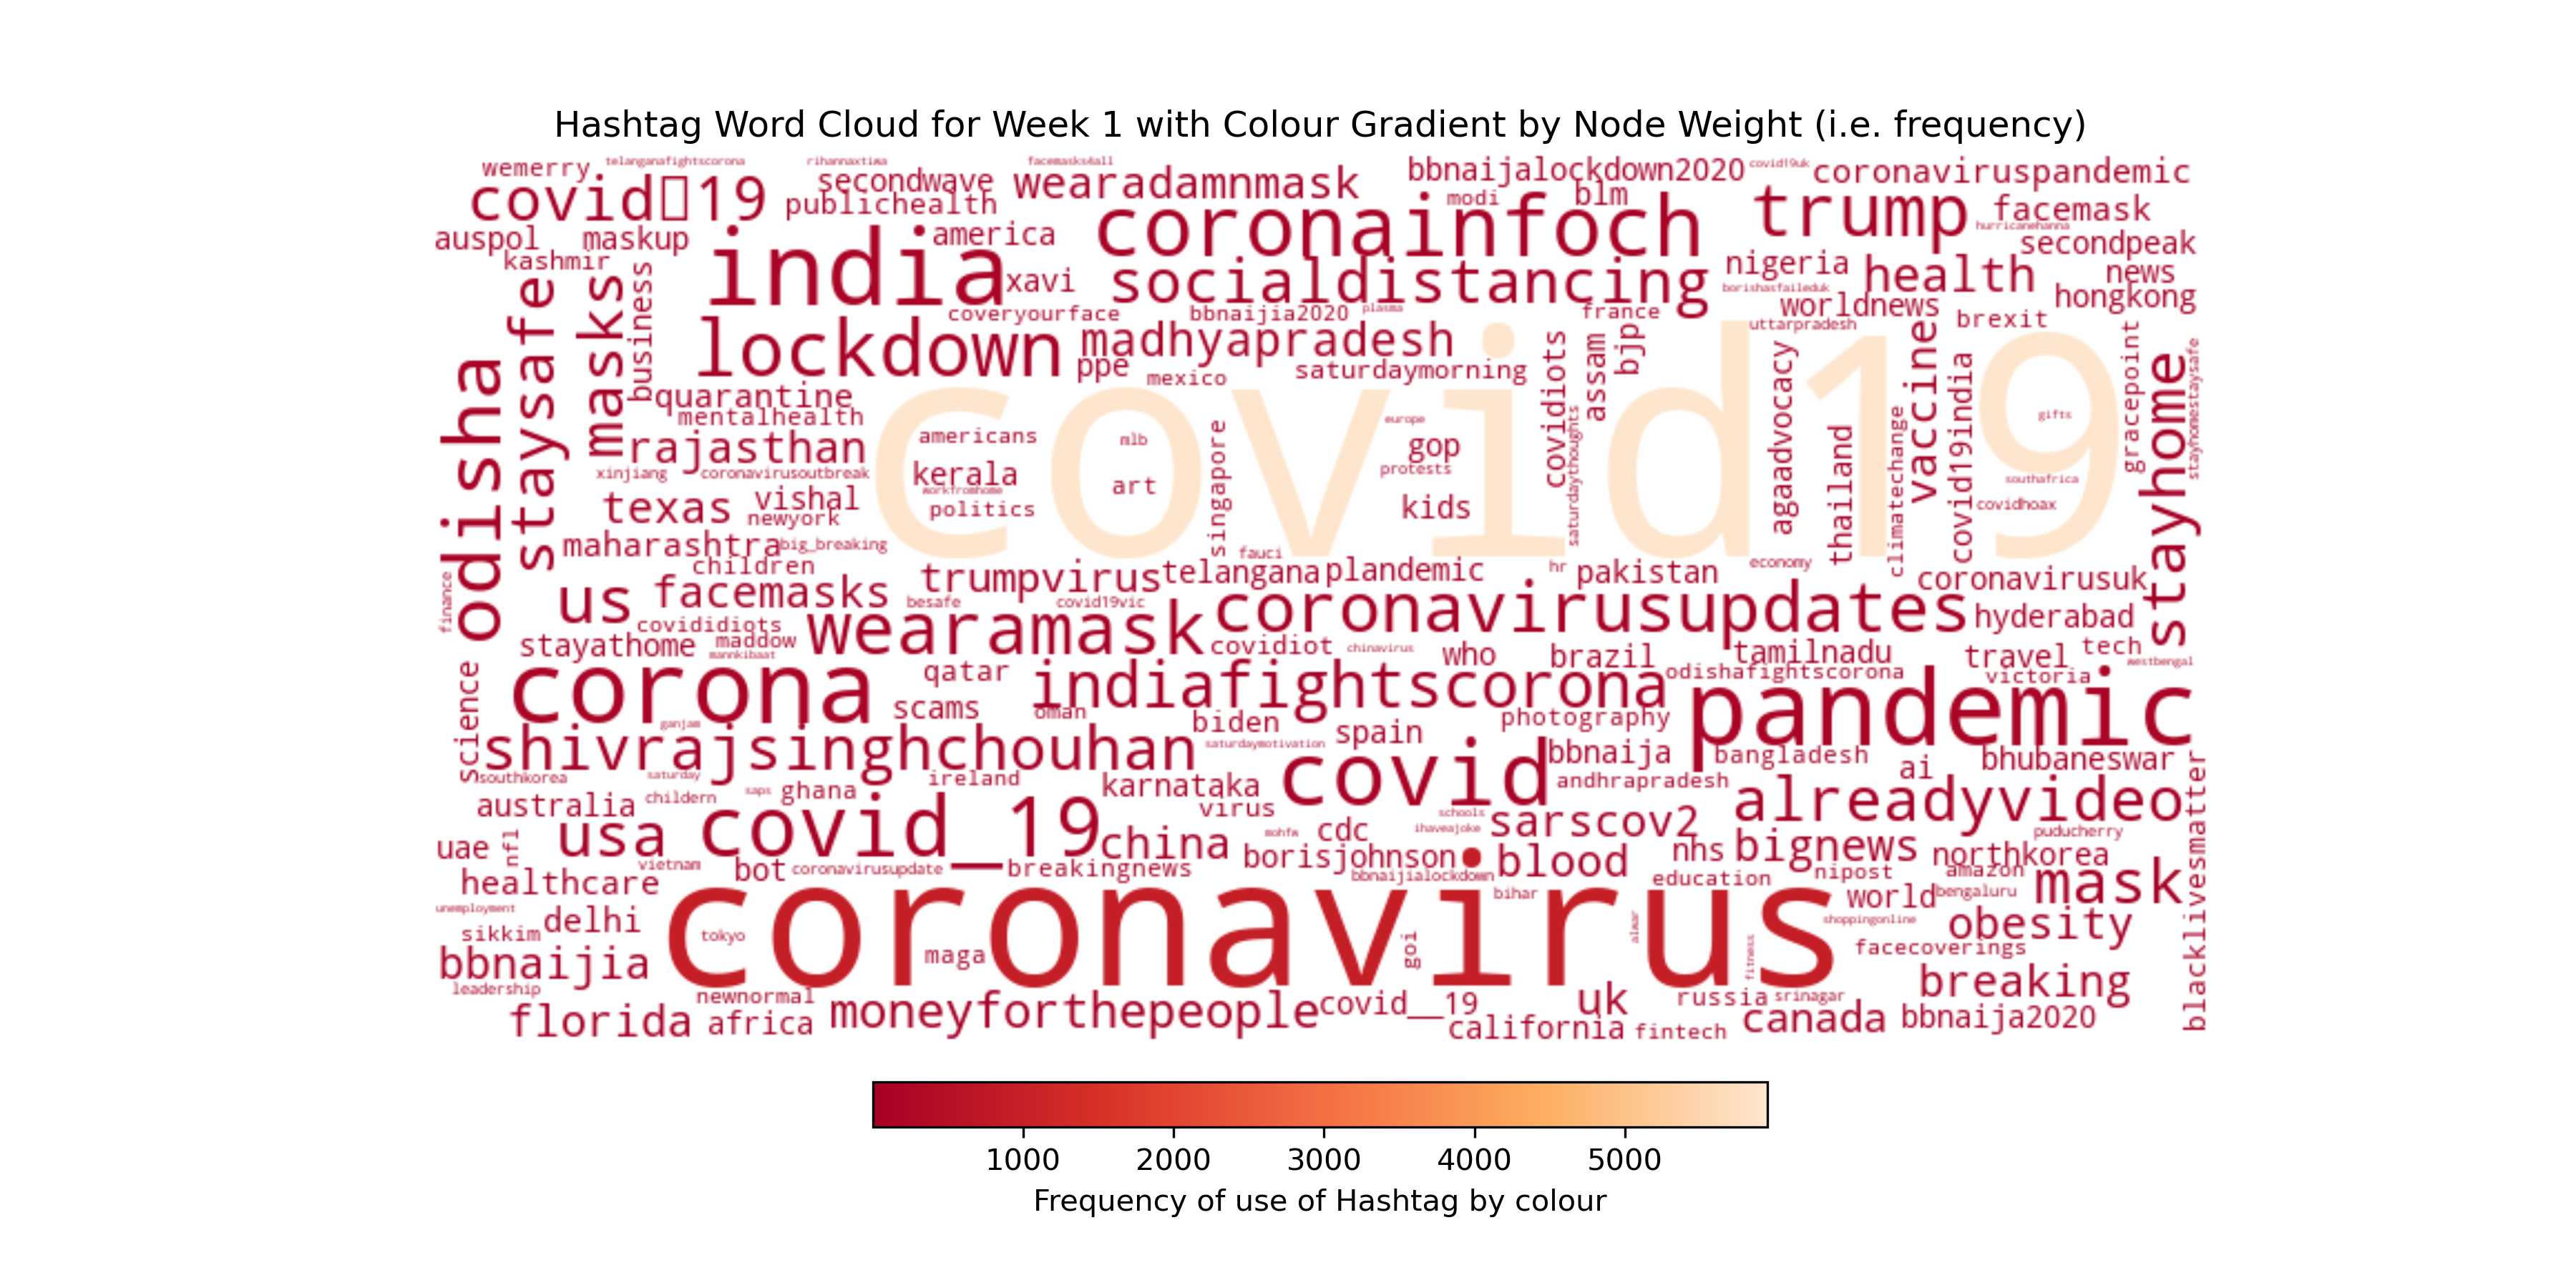 Hashtag Word Cloud for Week 1 with Colour Gradient by Node Weight (i.e. frequency)
wemerry
telanganafightscorona
rihannaxtima
facemasks4all
bbnaijalockdown2020
covid19uk
coronaviruspandemic
covid▯19
secondwave
publichealth
wearadamnmask
modi
blm
trump
facemask
hurricanehanna
auspol
maskup
america
coronainfoch
secondpeak
kashmir
india
xavi
socialdistancing
nigeria
health
news
hongkong
borishasfaileduk
worldnews
staysafe
masks
business
coveryourface
bbnaijia2020
plasma
france
uttarpradesh
brexit
lockdown
madhyapradesh
ppe
mexico
saturdaymorning
covidiots
assam
bjp
covid19
agaadvocacy
vaccine
covid19india
gracepoint
stayhome
stayhomestaysafe
odisha
quarantine
mentalhealth
rajasthan
americans
mlb
europe
gop
gifts
xinjiang
coronavirusoutbreak
kerala
workfromhome
art
singapore
protests
saturdaythoughts
thailand
climatechange
southafrica
texas
vishal
newyork
politics
kids
covidhoax
maharashtra
big_breaking
children
fauci
trumpvirus
telangana
plandemic
hr
pakistan
economy
coronavirusuk
finance
us
facemasks
besafe
covid19vic
coronavirusupdates
hyderabad
covididiots
wearamask
stayathome
maddow
mannkibaat
covidiot
chinavirus
who
brazil
tamilnadu
travel
tech
westbengal
science
corona
qatar
indiafightscorona
odishafightscorona
victoria
scams
oman
pandemic
ganjam
biden
spain
photography
shivrajsinghchouhan
saturdaymotivation
covid
bbnaija
bangladesh
bhubaneswar
southkorea
saturday
ireland
karnataka
andhrapradesh
ai
australia
childern
saps
ghana
virus
schools
alreadyvideo
blacklivesmatter
usa
covid_19
china
mohfw
cdc
ihaveajoke
sarscov2
puducherry
uae
nfl
vietnam
bot
coronavirusupdate
breakingnews
borisjohnson
bbnaijialockdown
blood
nhs
bignews
northkorea
healthcare
bihar
education
nipost
amazon
mask
unemployment
delhi
coronavirus
world
bengaluru
sikkim
tokyo
alwar
shoppingonline
obesity
bbnaijia
maga
goi
fitness
facecoverings
leadership
breaking
newnormal
florida
africa
moneyforthepeople
covid__19
uk
russia
srinagar
california
fintech
canada
bbnaija2020
1000 2000 3000 4000 5000
Frequency of use of Hashtag by colour